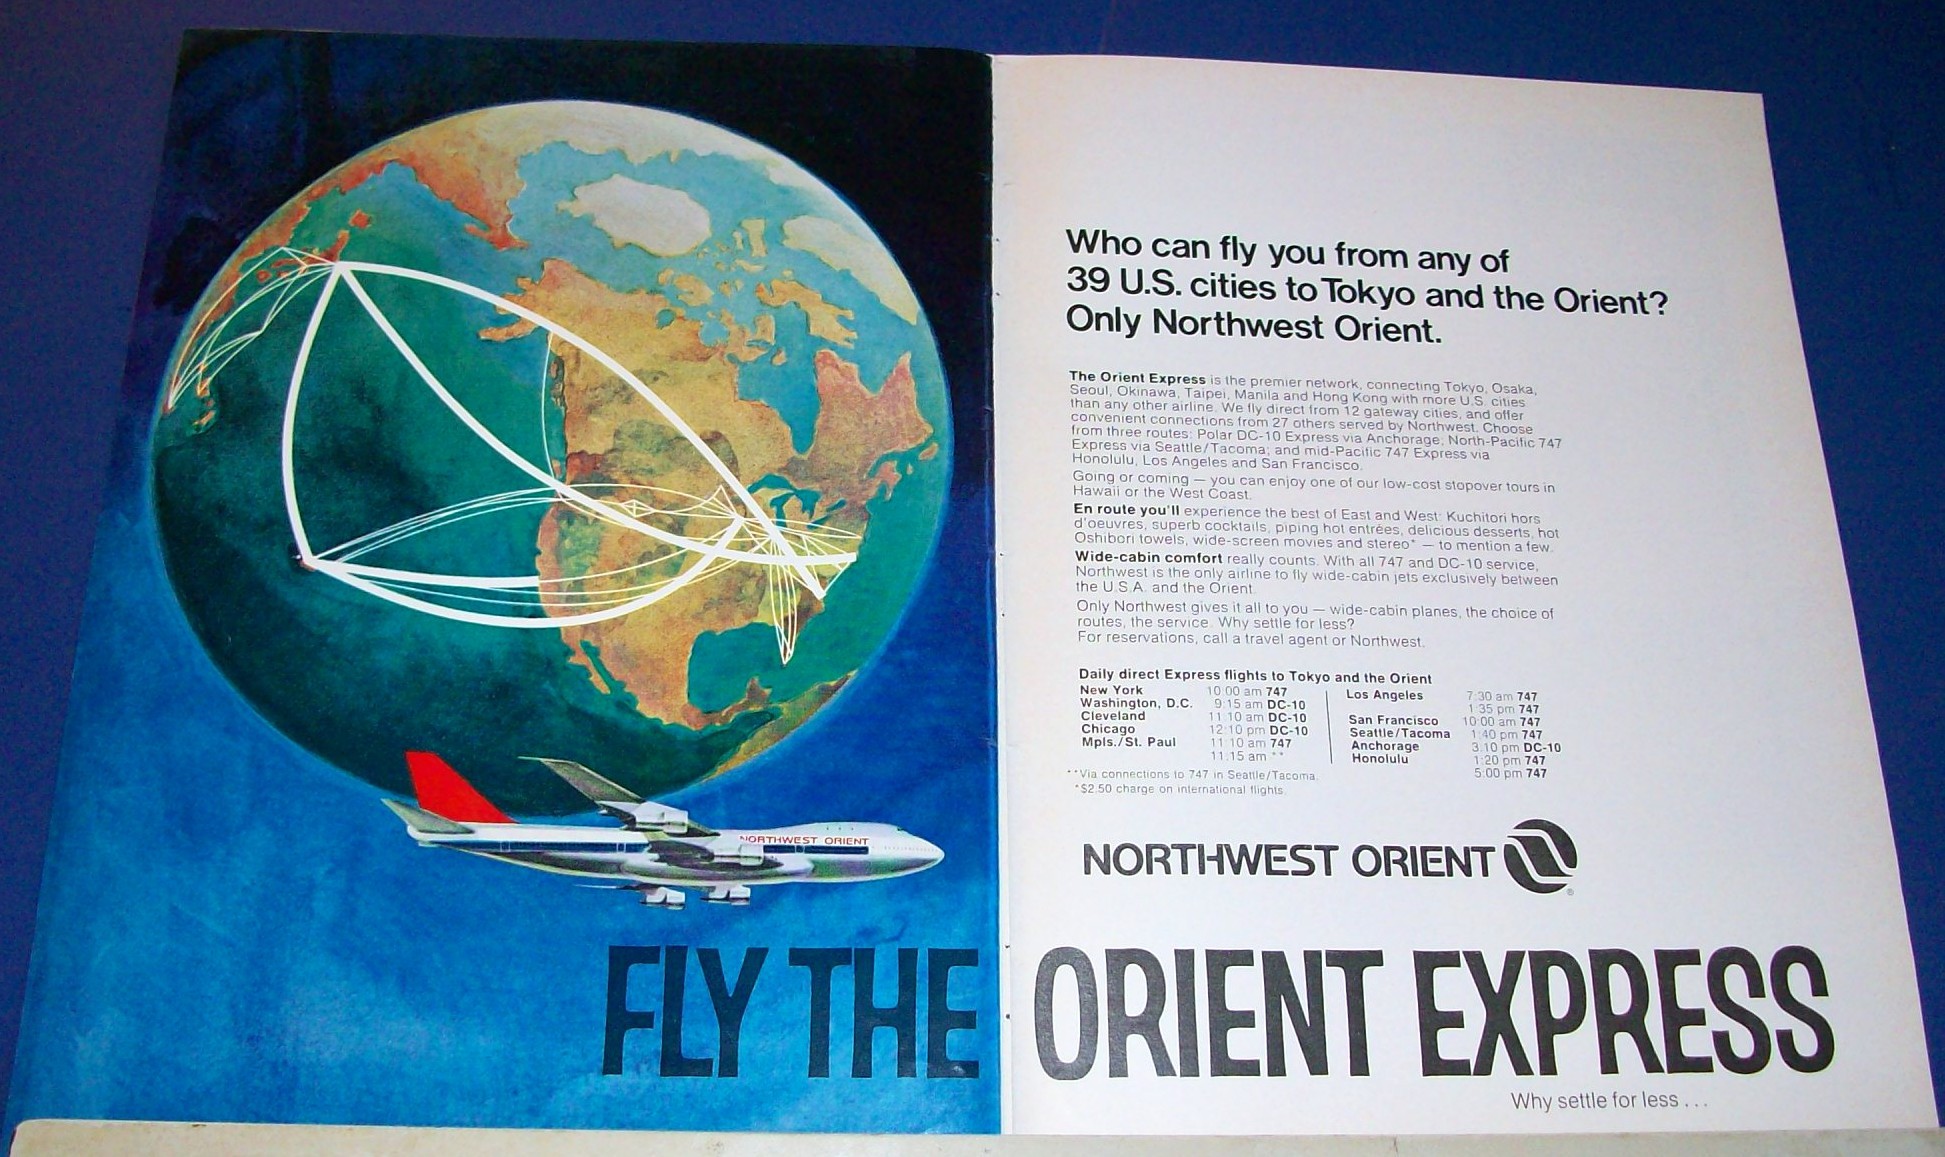 NORTHWEST ORIENT
FLY THE ORIENT EXPRESS
Who can fly you from any of
39 U.S. cities to Tokyo and the Orient?
Only Northwest Orient.
The Orient Express is the premier network, connecting Tokyo, Osaka,
Seoul, Okinawa, Taipei, Manila and Hong Kong with more U.S. cities
than any other airline. We fly direct from 12 gateway cities, and offer
convenient connections from 27 others served by Northwest. Choose
from three routes: Polar DC-10 Express via Anchorage; North-Pacific 747
Express via Seattle/Tacoma; and mid-Pacific 747 Express via
Honolulu, Los Angeles and San Francisco.
Going or coming — you can enjoy one of our low-cost stopover tours in
Hawaii or the West Coast.
En route you'll experience the best of East and West: Kuchitori hors
d'oeuvres, superb cocktails, piping hot entrées, delicious desserts, hot
Oshibori towels, wide-screen movies and stereo* — to mention a few.
Wide-cabin comfort really counts. With all 747 and DC-10 service,
Northwest is the only airline to fly wide-cabin jets exclusively between
the U.S.A. and the Orient.
Only Northwest gives it all to you — wide-cabin planes, the choice of
routes, the service. Why settle for less?
For reservations, call a travel agent or Northwest.
Daily direct Express flights to Tokyo and the Orient
New York 10:00 am 747
Washington, D.C. 9:15 am DC-10
Cleveland 11:10 am DC-10
Chicago 12:10 pm DC-10
Mpls./St. Paul 11:10 am 747
11:15 am **
Los Angeles 7:30 am 747
1:35 pm 747
San Francisco 10:00 am 747
Seattle/Tacoma 1:40 pm 747
Anchorage 3:10 pm DC-10
Honolulu 1:20 pm 747
5:00 pm 747
**Via connections to 747 in Seattle/Tacoma.
*$2.50 charge on international flights.
NORTHWEST ORIENT ®
Why settle for less . . .